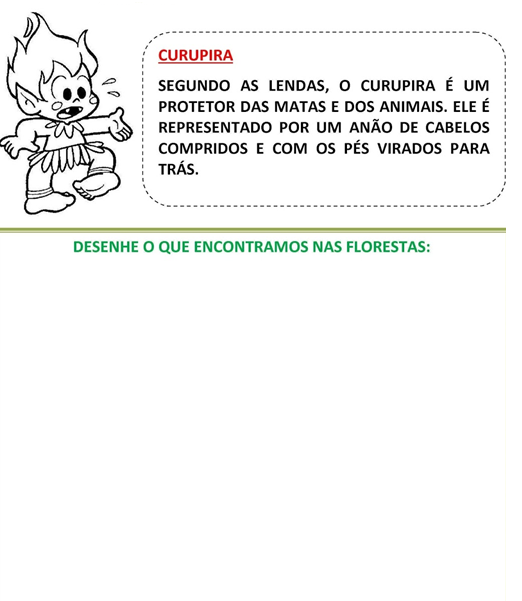 CURUPIRA
SEGUNDO AS LENDAS, O CURUPIRA É UM
PROTETOR DAS MATAS E DOS ANIMAIS. ELE É
REPRESENTADO POR UM ANÃO DE CABELOS
COMPRIDOS E COM OS PÉS VIRADOS PARA
TRÁS.
DESENHE O QUE ENCONTRAMOS NAS FLORESTAS: